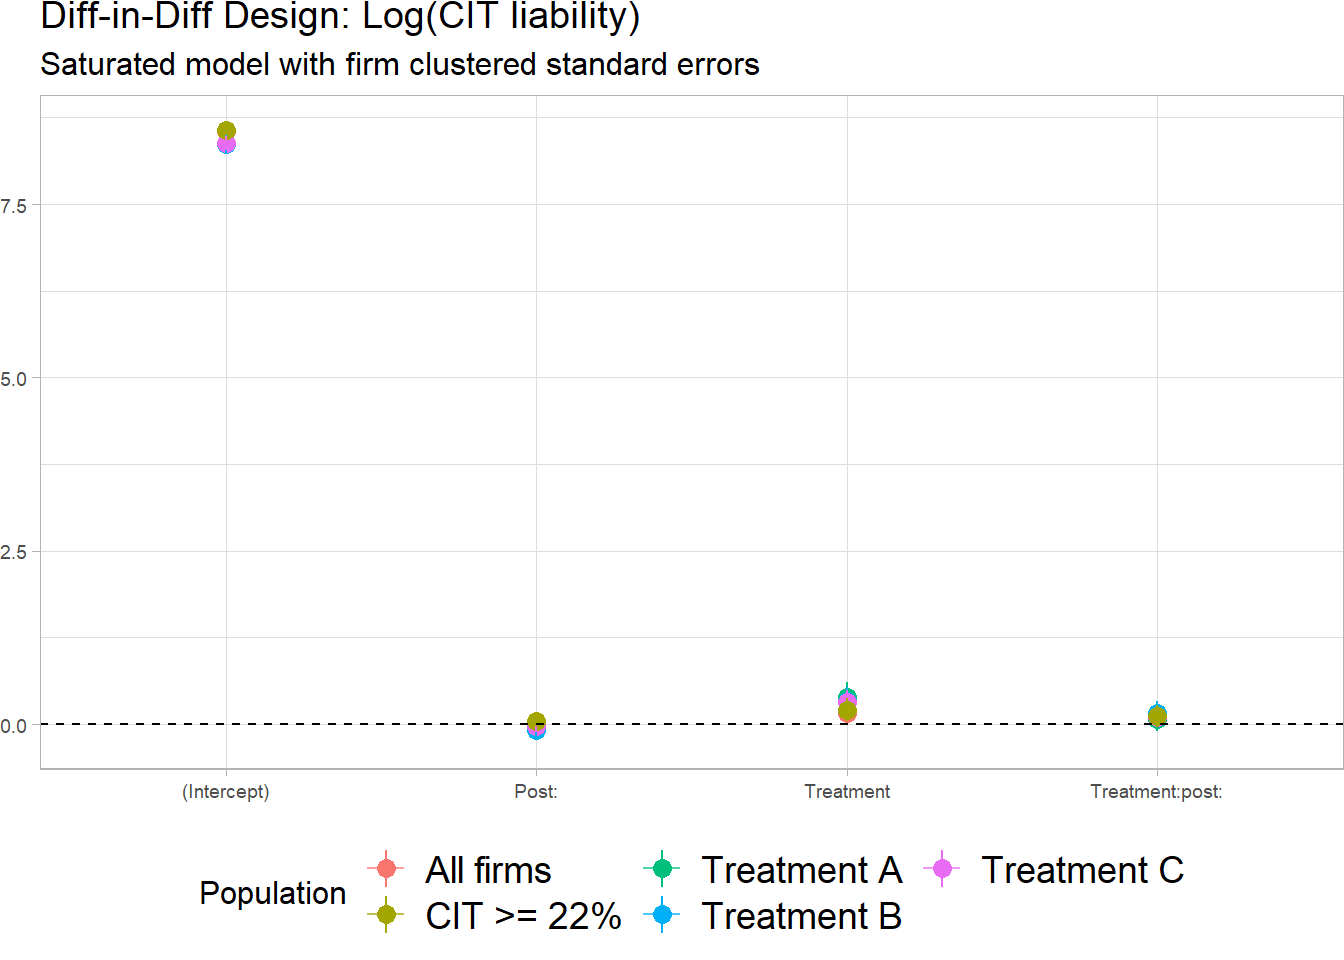 Diff-in-Diff Design: Log(CIT liability)
Saturated model with firm clustered standard errors
7.5
5.0
2.5
0.0
(Intercept)
Post:
Treatment
Treatment:post:
Population
All firms
Treatment A
Treatment C
CIT >= 22%
Treatment B